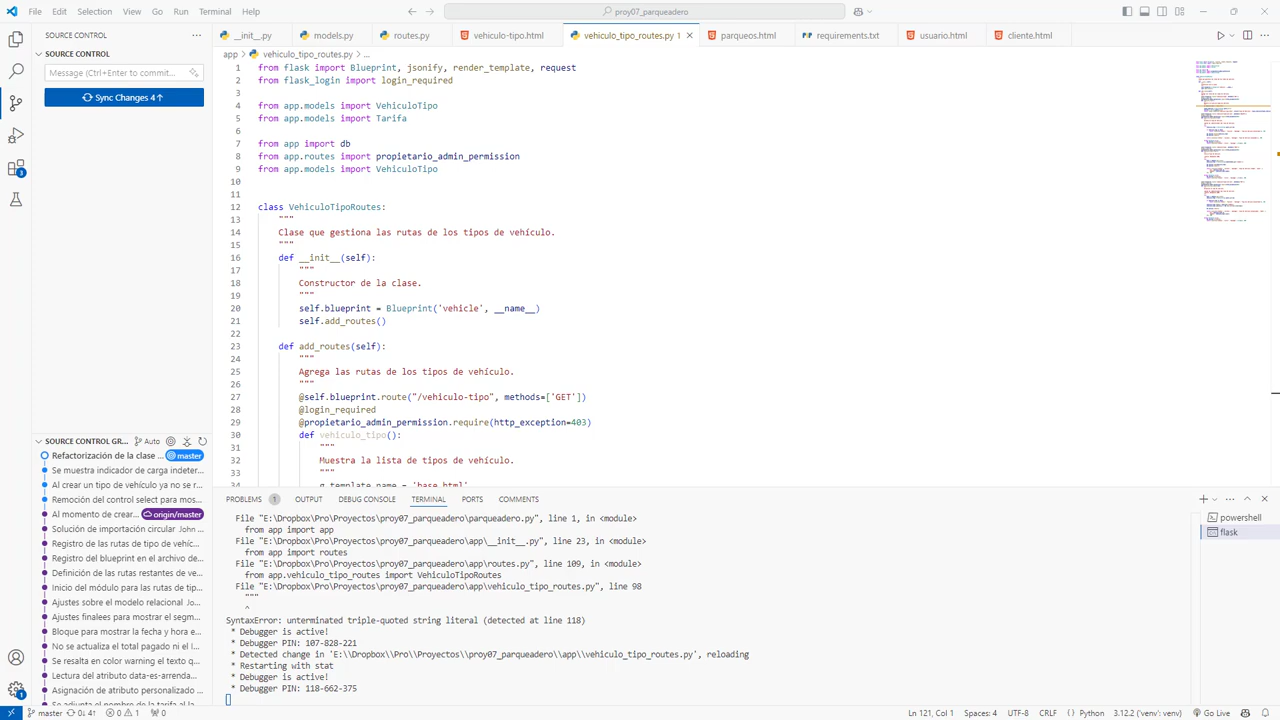 File Edit Selection View Go Run Terminal Help
proy07_parqueadero
SOURCE CONTROL
SOURCE CONTROL
Message (Ctrl+Enter to commit...
Sync Changes 4↑
__init__.py
models.py
routes.py
vehiculo-tipo.html
vehiculo_tipo_routes.py 1
parqueos.html
requirements.txt
usuario.html
cliente.html
app > vehiculo_tipo_routes.py > ...
1 from flask import Blueprint, jsonify, render_template, request
2 from flask_login import login_required
3
4 from app.models import VehiculoTipo
5 from app.models import Tarifa
6
7 from app import db
8 from app.routes import propietario_admin_permission
9 from app.models import Vehiculo
10
11
12 class VehiculoTipoRoutes:
13 """
14 Clase que agrupa las rutas de los tipos de vehículo.
15 """
16 def __init__(self):
17 """
18 Constructor de la clase.
19 """
20 self.blueprint = Blueprint('vehicle', __name__)
21 self.add_routes()
22
23 def add_routes(self):
24 """
25 Agrega las rutas de los tipos de vehículo.
26 """
27 @self.blueprint.route("/vehiculo-tipo", methods=['GET'])
28 @login_required
29 @propietario_admin_permission.require(http_exception=403)
30 def vehiculo_tipo():
31 """
32 Muestra la lista de tipos de vehículo.
33 """
34 g.template_name = 'base.html'
SOURCE CONTROL GR... Auto
Refactorización de la clase ... master
Se muestra indicador de carga indeter...
Al crear un tipo de vehículo ya no se r...
Remoción del control select para mos...
Al momento de crear... origin/master
Solución de importación circular John ...
Registro de las rutas de tipo de vehíc...
Registro del blueprint en el archivo de...
Definición de las rutas restantes de ve...
Inicio del módulo para las rutas de tip...
Ajustes sobre el modelo relacional Jo...
Ajustes finalees para mostrar el segm...
Bloque para mostrar la fecha y hora e...
No se actualiza el total pagado ni el l...
Se resalta en color warning el texto q...
Lectura del atributo data-es-arrenda...
Asignación de atributo personalizado ...
Se adjunta el nombre de la tarifa al la...
PROBLEMS 1 OUTPUT DEBUG CONSOLE TERMINAL PORTS COMMENTS
File "E:\Dropbox\Pro\Proyectos\proy07_parqueadero\parqueadero.py", line 1, in <module>
from app import app
File "E:\Dropbox\Pro\Proyectos\proy07_parqueadero\app\__init__.py", line 23, in <module>
from app import routes
File "E:\Dropbox\Pro\Proyectos\proy07_parqueadero\app\routes.py", line 109, in <module>
from app.vehiculo_tipo_routes import VehiculoTipoRoutes
File "E:\Dropbox\Pro\Proyectos\proy07_parqueadero\app\vehiculo_tipo_routes.py", line 98
"""
^
SyntaxError: unterminated triple-quoted string literal (detected at line 118)
* Debugger is active!
* Debugger PIN: 107-828-221
* Detected change in 'E:\\Dropbox\\Pro\\Proyectos\\proy07_parqueadero\\app\\vehiculo_tipo_routes.py', reloading
* Restarting with stat
* Debugger is active!
* Debugger PIN: 118-662-375
powershell
flask
master 0↓ 4↑ 0 1 0 Ln 121, Col 1 Spaces: 4 UTF-8 CRLF Python 3.12.2 ('venv': venv) Go Live